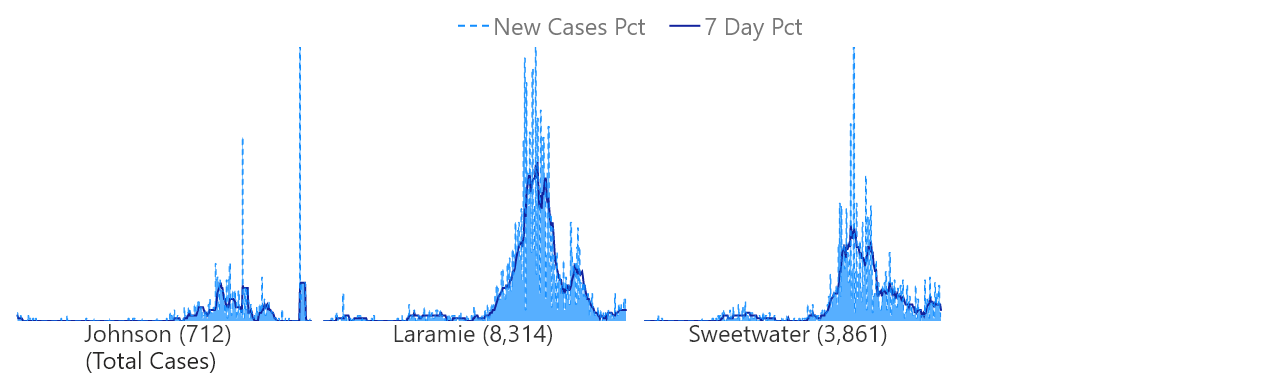 New Cases Pct 7 Day Pct
Johnson (712) Laramie (8,314) Sweetwater (3,861)
(Total Cases)